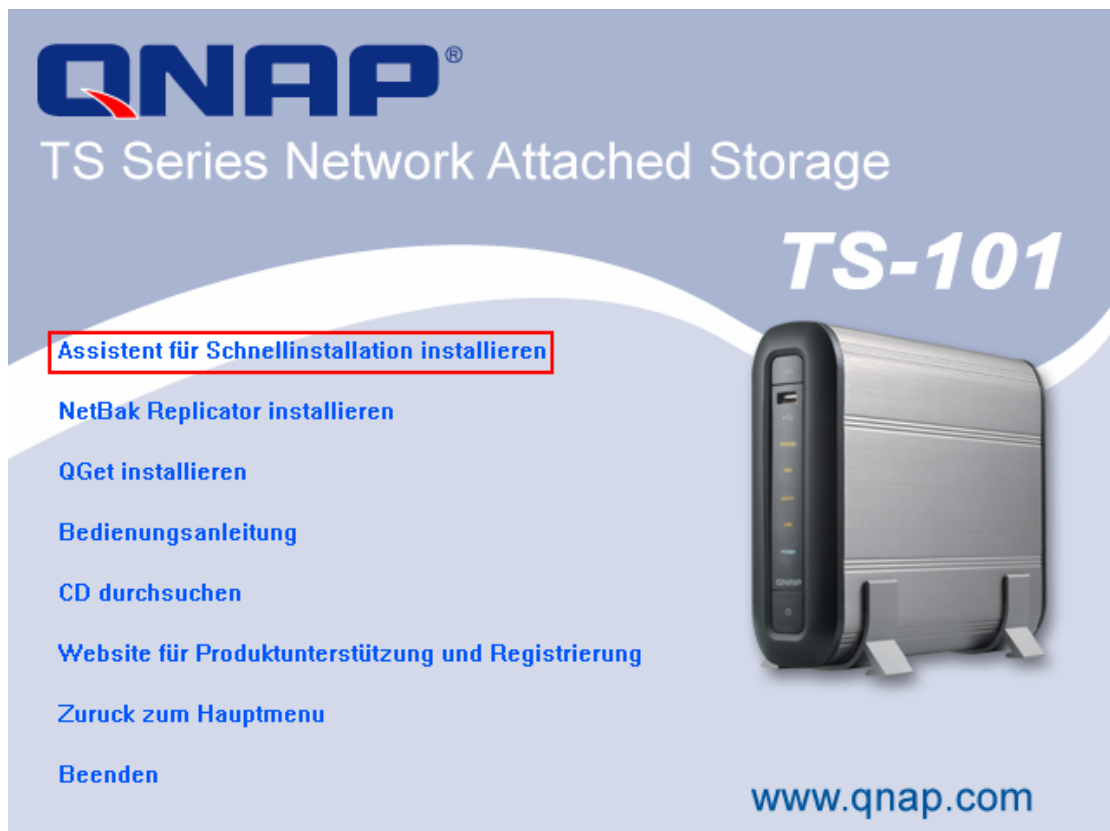 QNAP®
TS Series Network Attached Storage
TS-101
Assistent für Schnellinstallation installieren
NetBak Replicator installieren
QGet installieren
Bedienungsanleitung
CD durchsuchen
Website für Produktunterstützung und Registrierung
Zuruck zum Hauptmenu
Beenden
QNAP
www.qnap.com